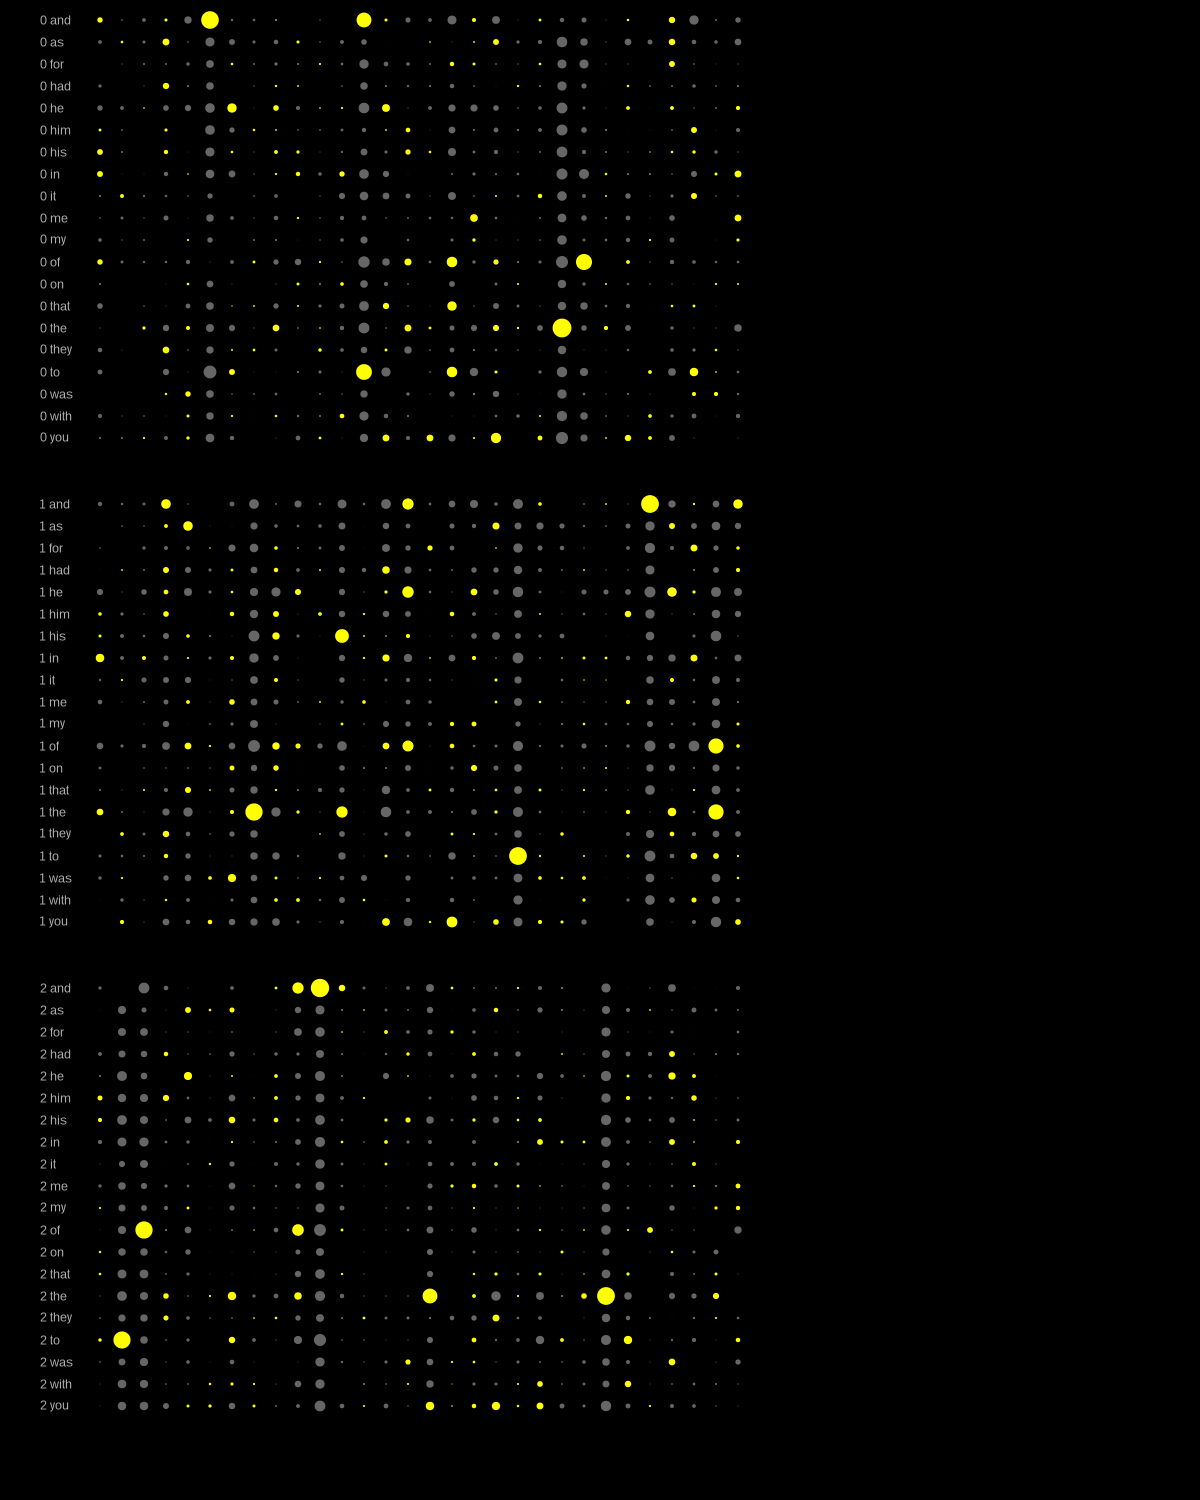 0 and
0 as
0 for
0 had
0 he
0 him
0 his
0 in
0 it
0 me
0 my
0 of
0 on
0 that
0 the
0 they
0 to
0 was
0 with
0 you
1 and
1 as
1 for
1 had
1 he
1 him
1 his
1 in
1 it
1 me
1 my
1 of
1 on
1 that
1 the
1 they
1 to
1 was
1 with
1 you
2 and
2 as
2 for
2 had
2 he
2 him
2 his
2 in
2 it
2 me
2 my
2 of
2 on
2 that
2 the
2 they
2 to
2 was
2 with
2 you